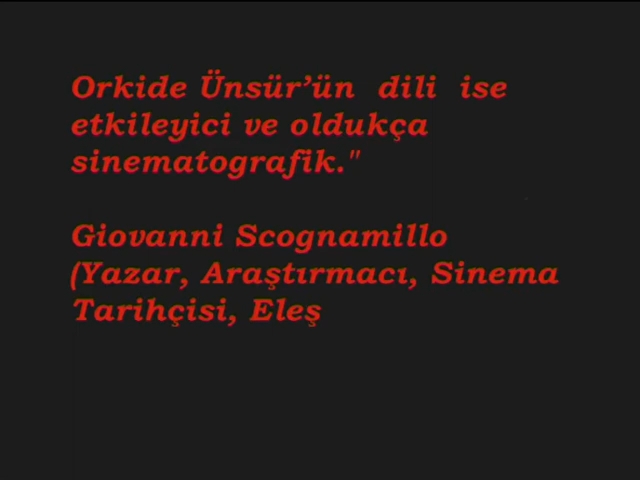 Orkide Ünsür’ün dili ise
etkileyici ve oldukça
sinematografik."
Giovanni Scognamillo
(Yazar, Araştırmacı, Sinema
Tarihçisi, Eleş